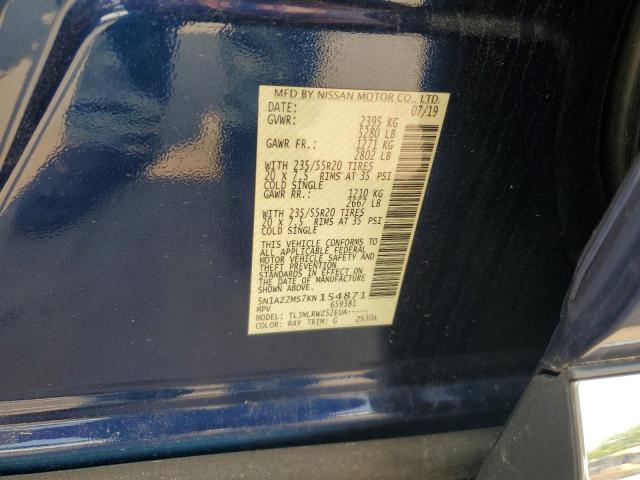 MFD BY NISSAN MOTOR CO., LTD.
DATE: 07/19
GVWR: 2395 KG
5280 LB
GAWR FR.: 1271 KG
2802 LB
WITH 235/55R20 TIRES
20 X 7.5 RIMS AT 35 PSI
COLD SINGLE
GAWR RR.: 1210 KG
2667 LB
WITH 235/55R20 TIRES
20 X 7.5 RIMS AT 35 PSI
COLD SINGLE
THIS VEHICLE CONFORMS TO
ALL APPLICABLE FEDERAL
MOTOR VEHICLE SAFETY AND
THEFT PREVENTION
STANDARDS IN EFFECT ON
THE DATE OF MANUFACTURE
SHOWN ABOVE.
5N1AZ2MS7KN154871
MPV 659381
MODEL: TLJNLRWZ52EUA-----
COLOR: RAY TRIM: G Z530A